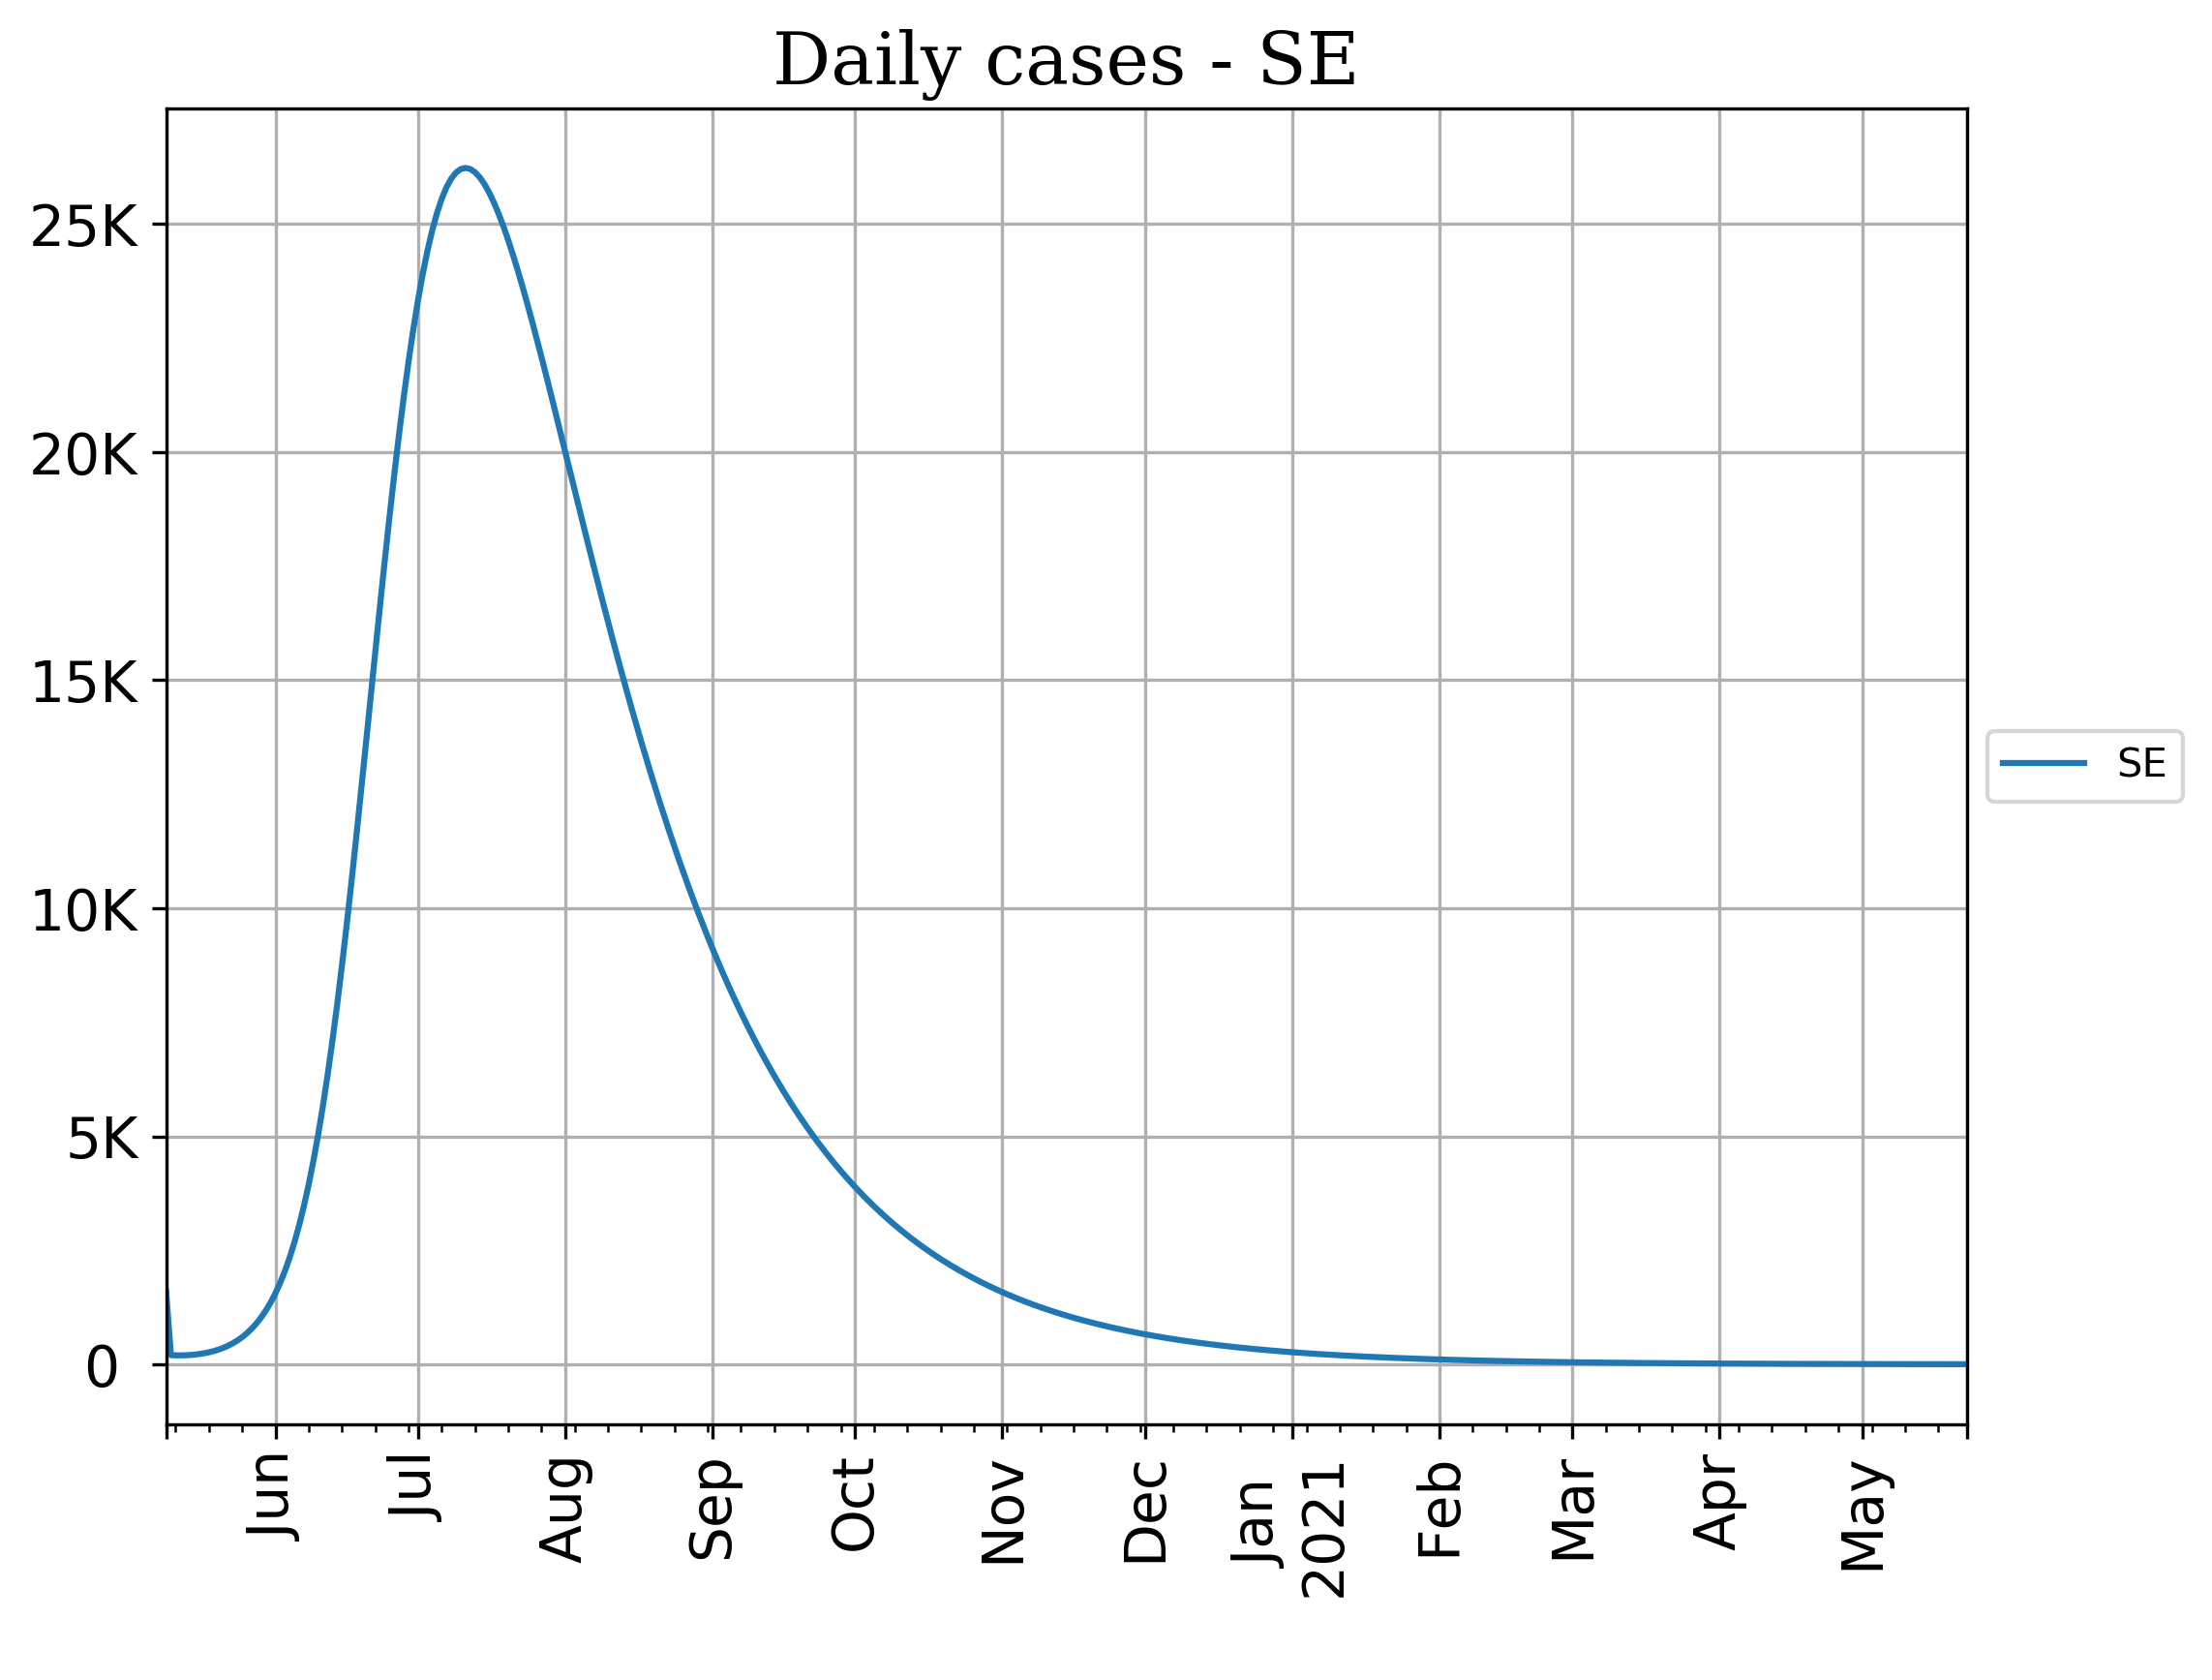 Daily cases - SE
25K
20K
15K
10K
5K
0
SE
Jun
Jul
Aug
Sep
Oct
Nov
Dec
Jan
2021
Feb
Mar
Apr
May